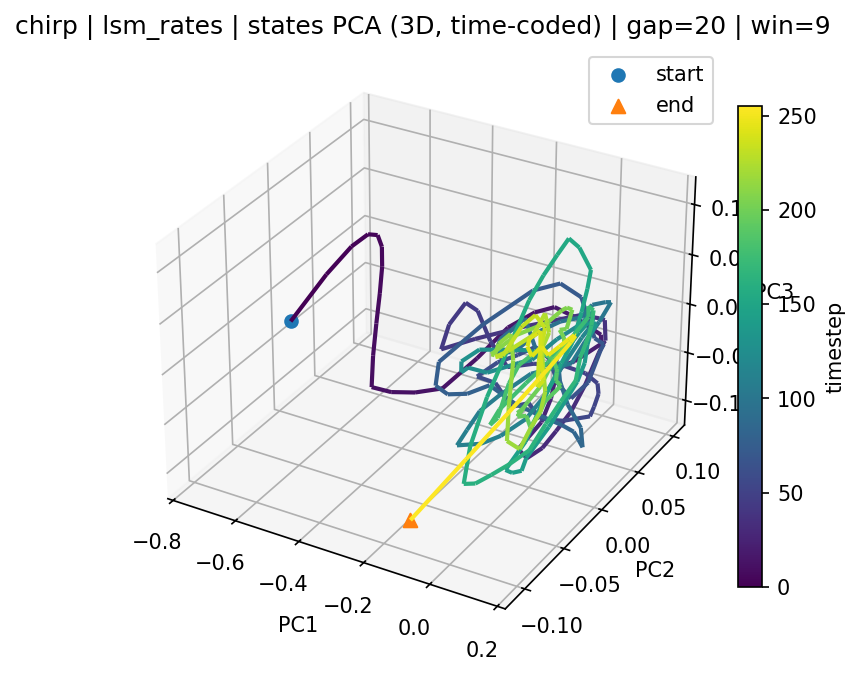 chirp | lsm_rates | states PCA (3D, time-coded) | gap=20 | win=9
start
end
250
200
150
100
50
0
timestep
PC3
0.10
0.05
0.00
−0.05
−0.10
PC2
−0.8
−0.6
−0.4
−0.2
0.0
0.2
PC1